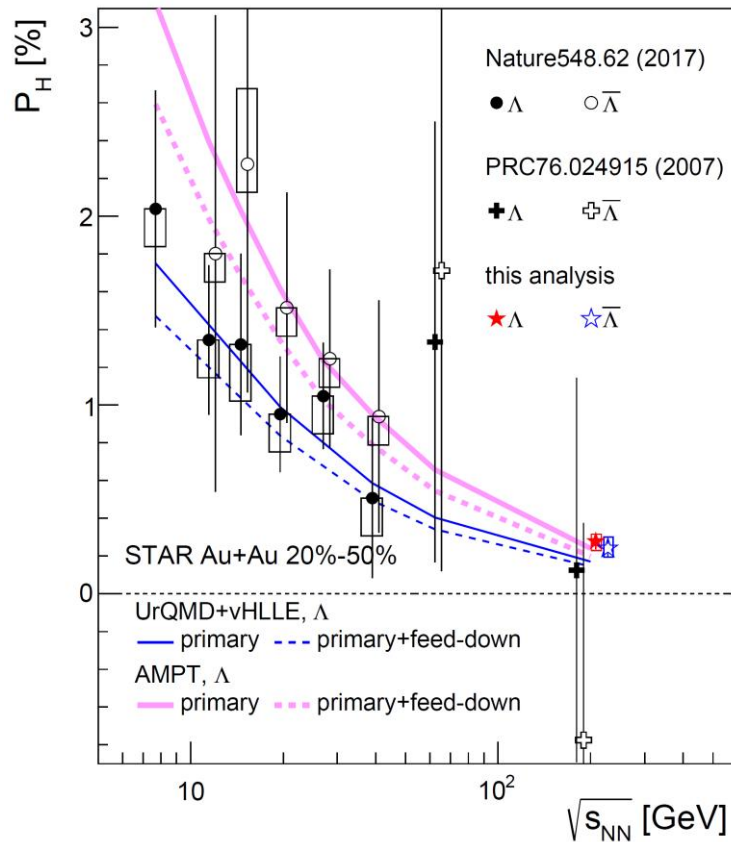 P_H [%]
3
2
1
0
Nature548.62 (2017)
Λ Λ̅
PRC76.024915 (2007)
Λ Λ̅
this analysis
Λ Λ̅
STAR Au+Au 20%-50%
UrQMD+vHLLE, Λ
primary primary+feed-down
AMPT, Λ
primary primary+feed-down
10 10²
√s_NN [GeV]